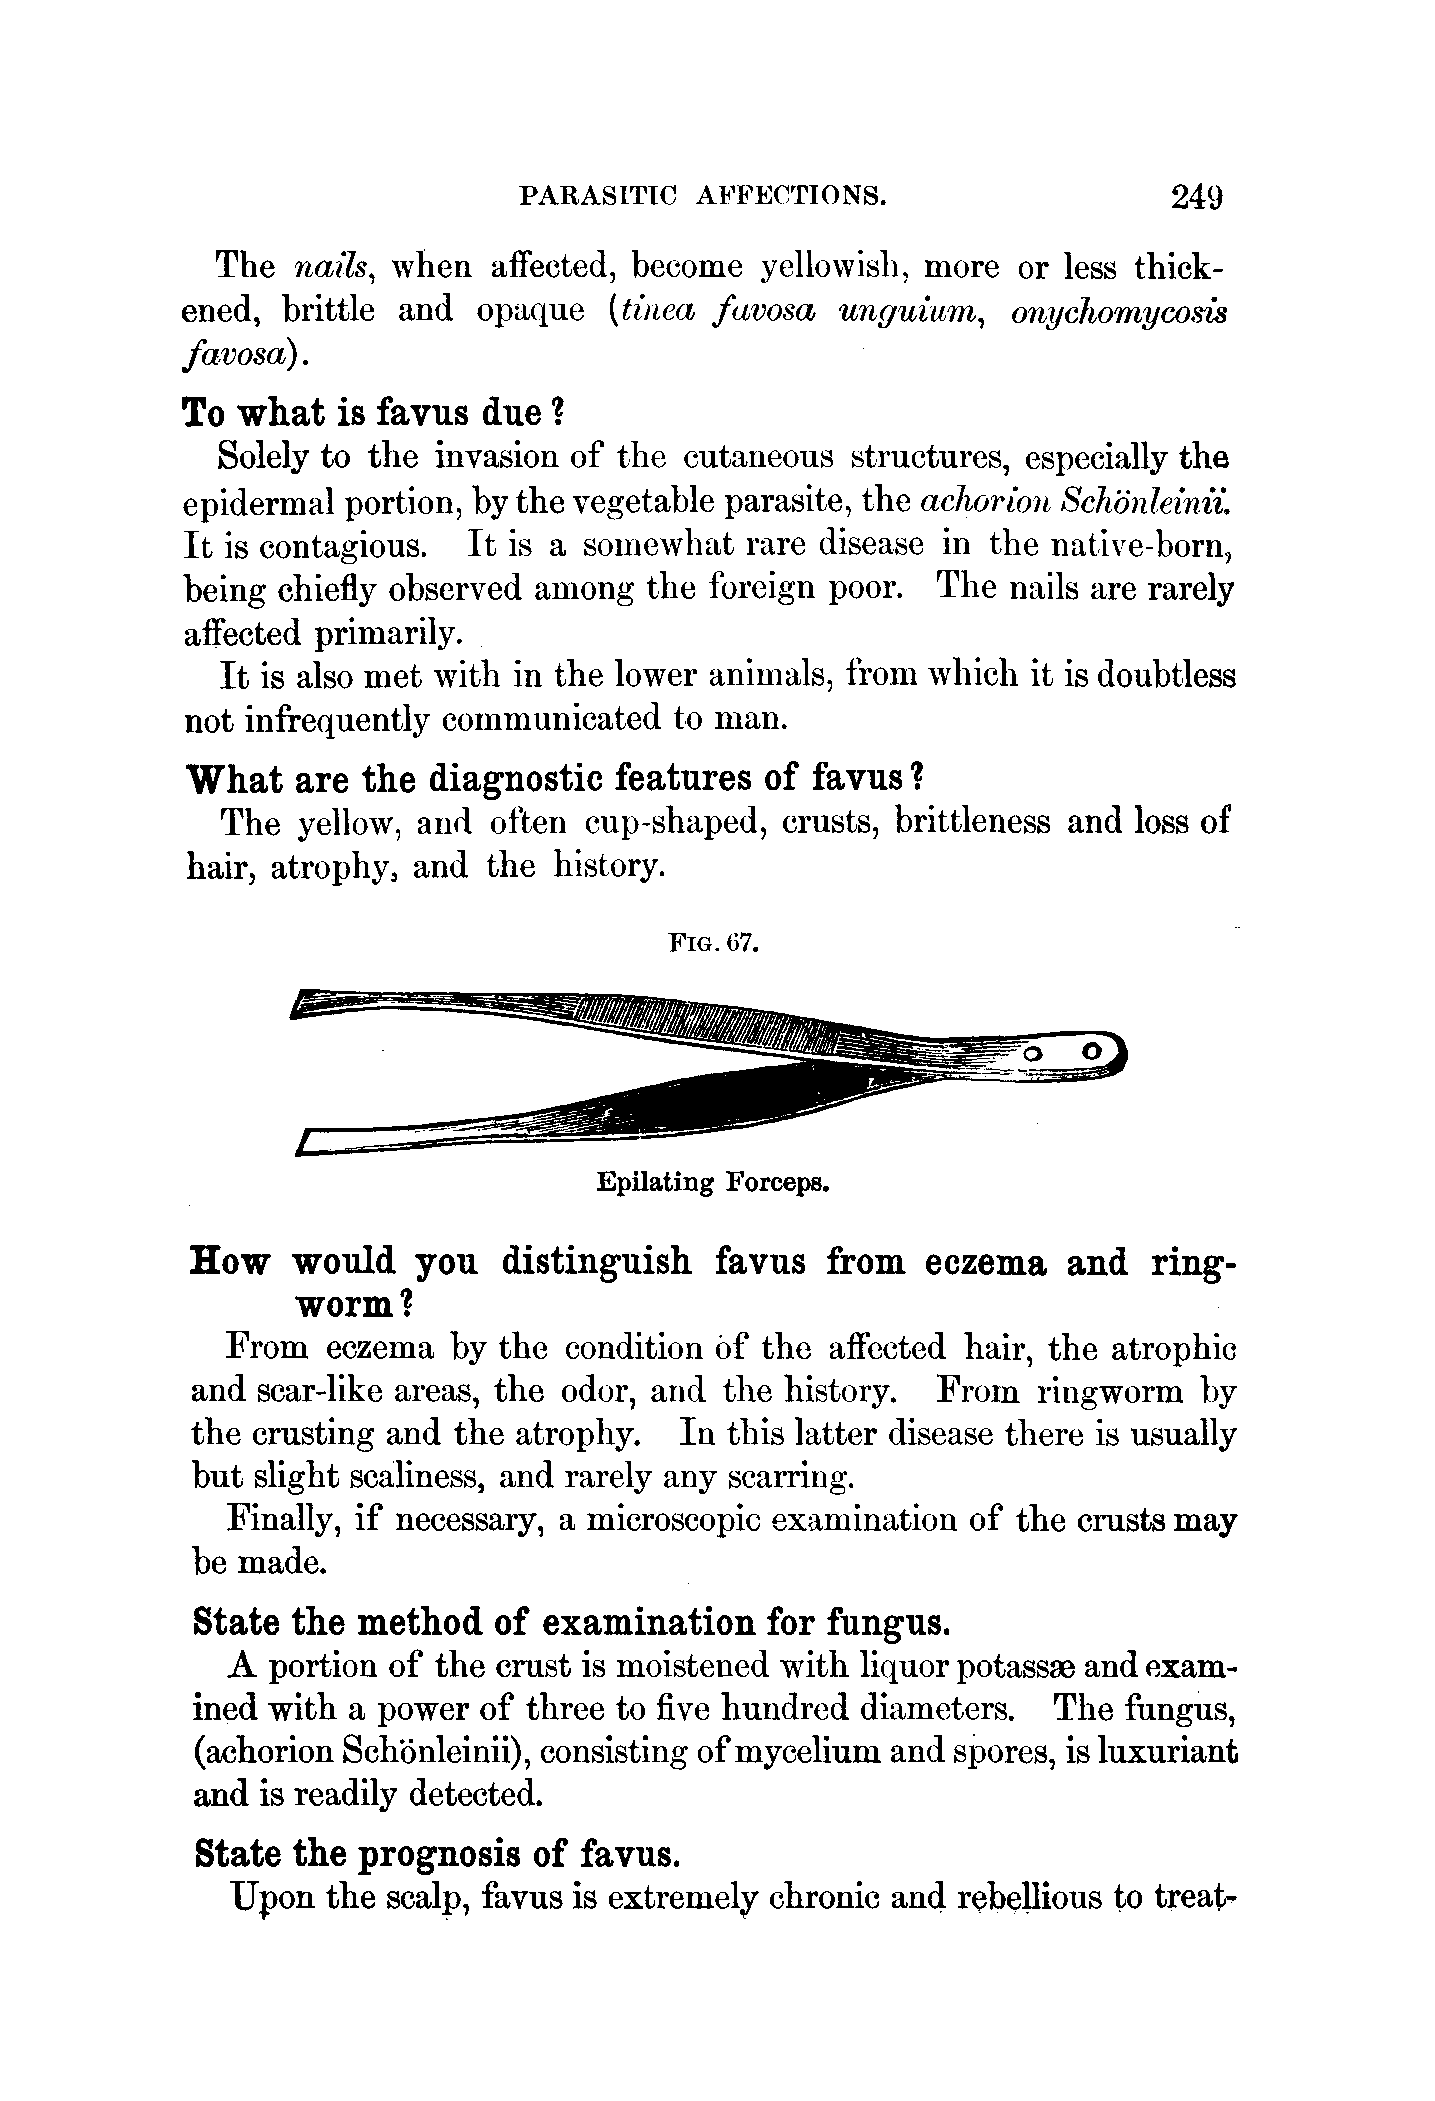 PARASITIC AFFECTIONS. 249
The nails, when affected, become yellowish, more or less thick-
ened, brittle and opaque (tinea favosa unguium, onychomycosis
favosa).
To what is favus due?
Solely to the invasion of the cutaneous structures, especially the
epidermal portion, by the vegetable parasite, the achorion Schönleinii.
It is contagious. It is a somewhat rare disease in the native-born,
being chiefly observed among the foreign poor. The nails are rarely
affected primarily.
It is also met with in the lower animals, from which it is doubtless
not infrequently communicated to man.
What are the diagnostic features of favus?
The yellow, and often cup-shaped, crusts, brittleness and loss of
hair, atrophy, and the history.
FIG. 67.
Epilating Forceps.
How would you distinguish favus from eczema and ring-
worm?
From eczema by the condition of the affected hair, the atrophic
and scar-like areas, the odor, and the history. From ringworm by
the crusting and the atrophy. In this latter disease there is usually
but slight scaliness, and rarely any scarring.
Finally, if necessary, a microscopic examination of the crusts may
be made.
State the method of examination for fungus.
A portion of the crust is moistened with liquor potassæ and exam-
ined with a power of three to five hundred diameters. The fungus,
(achorion Schönleinii), consisting of mycelium and spores, is luxuriant
and is readily detected.
State the prognosis of favus.
Upon the scalp, favus is extremely chronic and rebellious to treat-